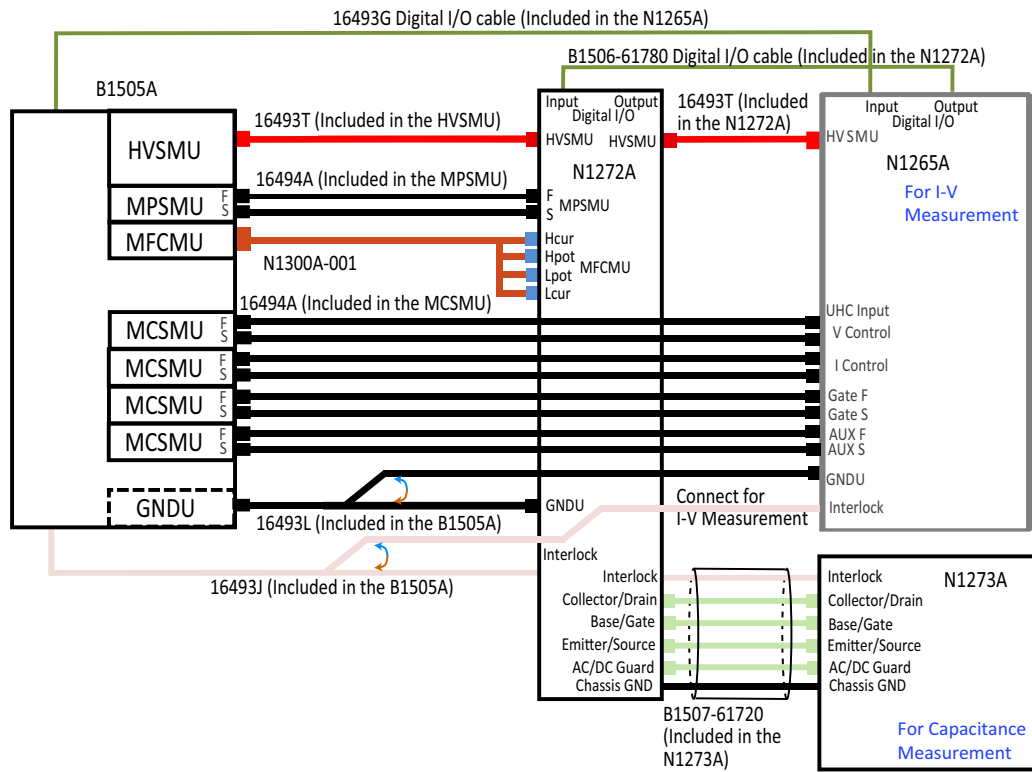 16493G Digital I/O cable (Included in the N1265A)
B1506-61780 Digital I/O cable (Included in the N1272A)
B1505A
HVSMU
MPSMU
F
S
MFCMU
MCSMU
F
S
MCSMU
F
S
MCSMU
F
S
MCSMU
F
S
GNDU
16493T (Included in the HVSMU)
16494A (Included in the MPSMU)
N1300A-001
16494A (Included in the MCSMU)
16493L (Included in the B1505A)
16493J (Included in the B1505A)
Input
Output
Digital I/O
HVSMU
HVSMU
N1272A
F
S
MPSMU
Hcur
Hpot
Lpot
Lcur
MFCMU
GNDU
Interlock
Interlock
Collector/Drain
Base/Gate
Emitter/Source
AC/DC Guard
Chassis GND
16493T (Included
in the N1272A)
Connect for
I-V Measurement
B1507-61720
(Included in the
N1273A)
Input
Output
Digital I/O
HV SMU
N1265A
For I-V
Measurement
UHC Input
V Control
I Control
Gate F
Gate S
AUX F
AUX S
GNDU
Interlock
Interlock
N1273A
Collector/Drain
Base/Gate
Emitter/Source
AC/DC Guard
Chassis GND
For Capacitance
Measurement